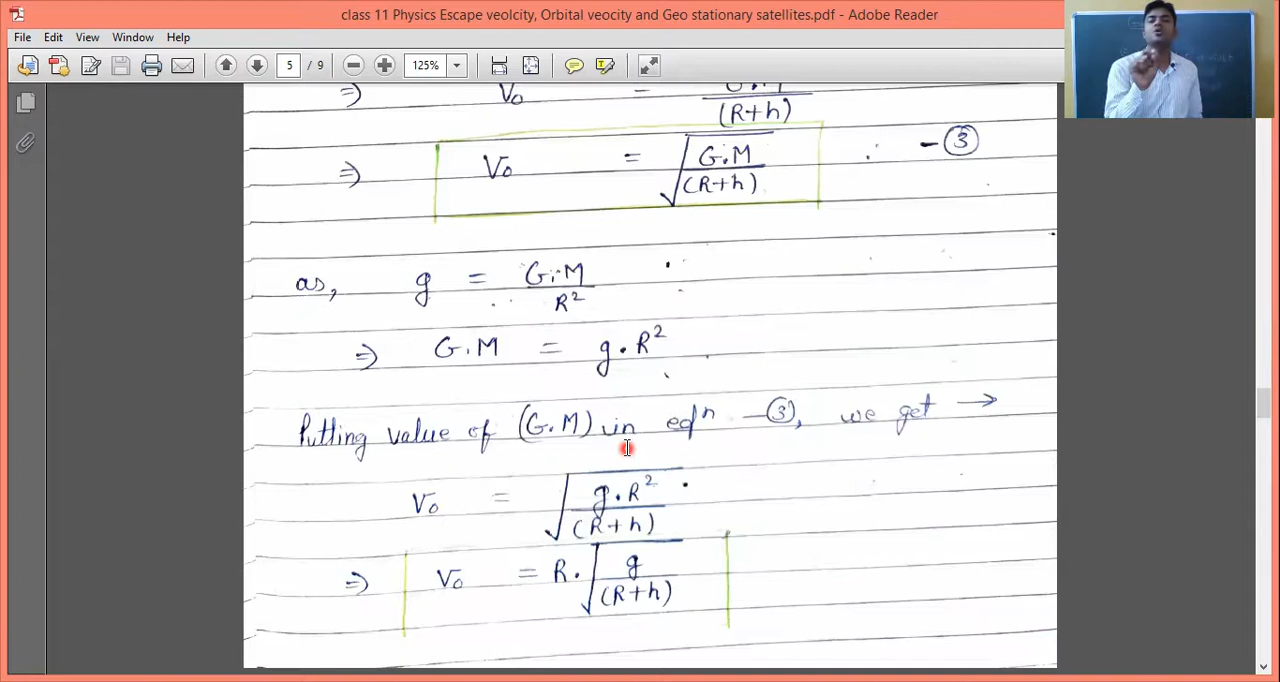 class 11 Physics Escape veolcity, Orbital veocity and Geo stationary satellites.pdf - Adobe Reader
File Edit View Window Help
5 / 9 125%
⇒ V₀ = G.M/(R+h)
⇒ V₀ = √(G.M/(R+h)) -③
as, g = G.M/R²
⇒ G.M = g.R²
Putting value of (G.M) in eqⁿ -③, we get →
V₀ = √(g.R²/(R+h))
⇒ V₀ = R.√(g/(R+h))